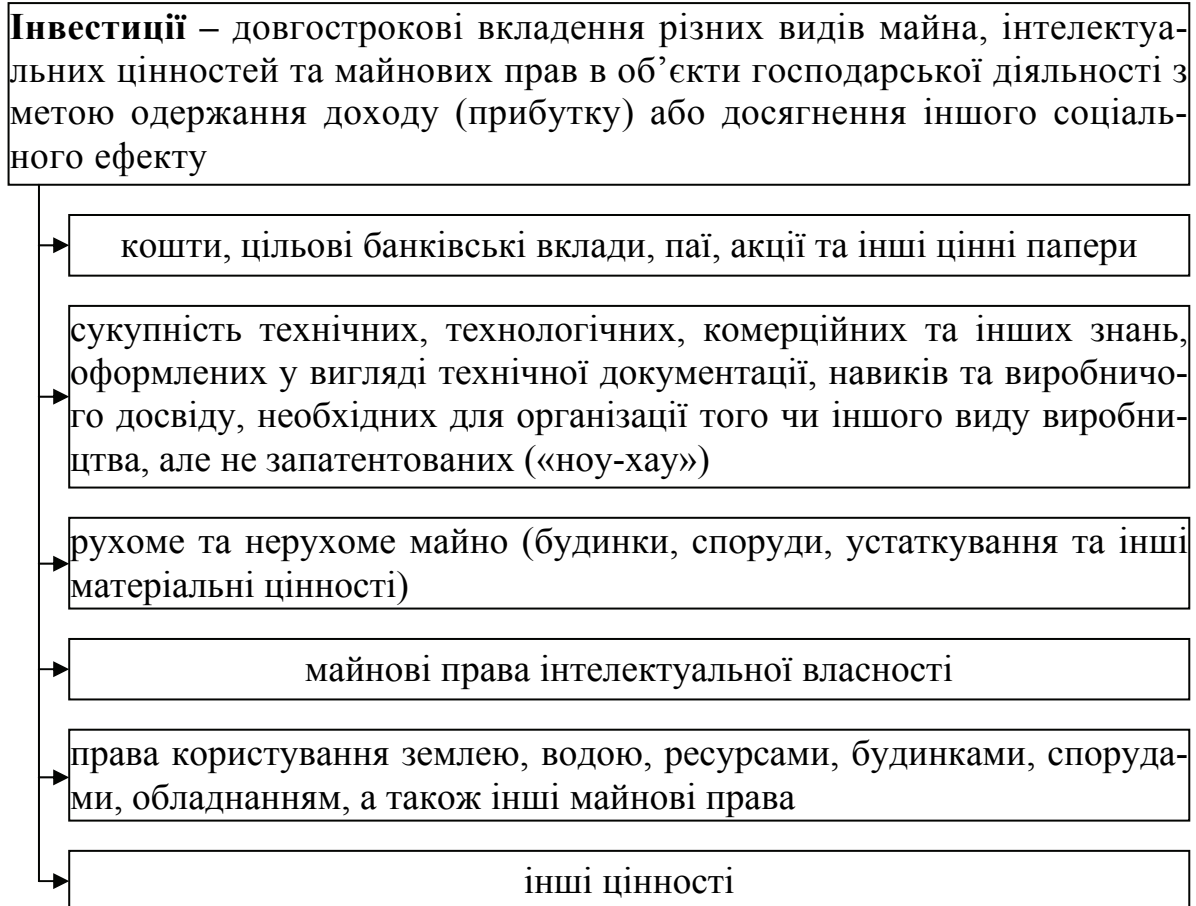 Інвестиції – довгострокові вкладення різних видів майна, інтелектуа-
льних цінностей та майнових прав в об’єкти господарської діяльності з
метою одержання доходу (прибутку) або досягнення іншого соціаль-
ного ефекту
кошти, цільові банківські вклади, паї, акції та інші цінні папери
сукупність технічних, технологічних, комерційних та інших знань,
оформлених у вигляді технічної документації, навиків та виробничо-
го досвіду, необхідних для організації того чи іншого виду виробни-
цтва, але не запатентованих («ноу-хау»)
рухоме та нерухоме майно (будинки, споруди, устаткування та інші
матеріальні цінності)
майнові права інтелектуальної власності
права користування землею, водою, ресурсами, будинками, споруда-
ми, обладнанням, а також інші майнові права
інші цінності